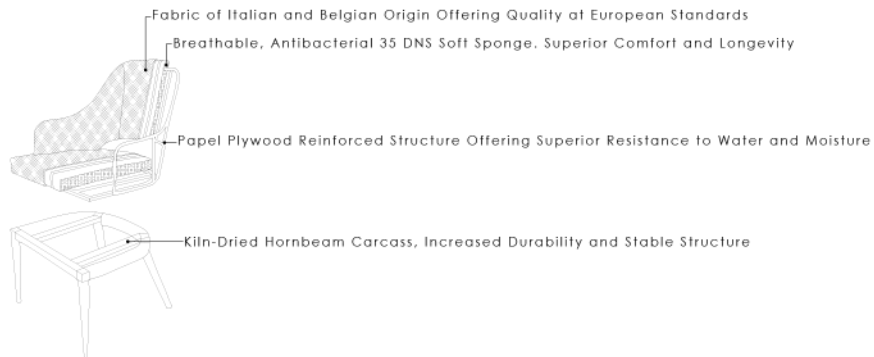 Fabric of Italian and Belgian Origin Offering Quality at European Standards
Breathable, Antibacterial 35 DNS Soft Sponge. Superior Comfort and Longevity
Papel Plywood Reinforced Structure Offering Superior Resistance to Water and Moisture
Kiln-Dried Hornbeam Carcass, Increased Durability and Stable Structure